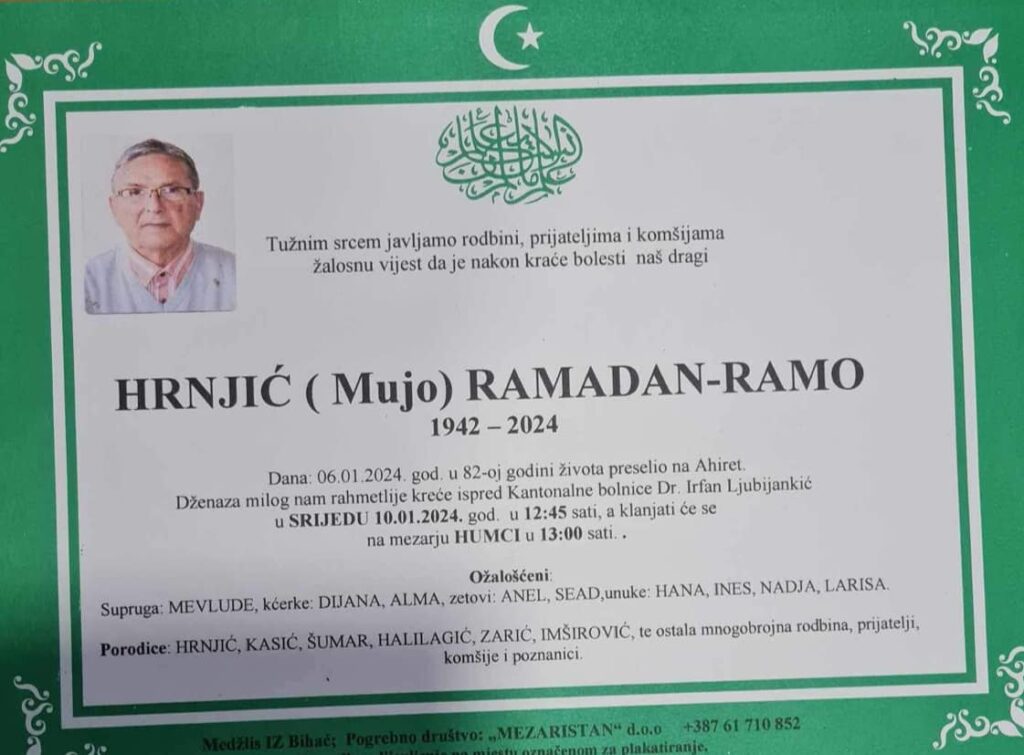 Tužnim srcem javljamo rodbini, prijateljima i komšijama
žalosnu vijest da je nakon kraće bolesti naš dragi
HRNJIĆ ( Mujo) RAMADAN-RAMO
1942 – 2024
Dana: 06.01.2024. god. u 82-oj godini života preselio na Ahiret.
Dženaza milog nam rahmetlije kreće ispred Kantonalne bolnice Dr. Irfan Ljubijankić
u SRIJEDU 10.01.2024. god. u 12:45 sati, a klanjati će se
na mezarju HUMCI u 13:00 sati. .
Ožalošćeni:
Supruga: MEVLUDE, kćerke: DIJANA, ALMA, zetovi: ANEL, SEAD,unuke: HANA, INES, NADJA, LARISA.
Porodice: HRNJIĆ, KASIĆ, ŠUMAR, HALILAGIĆ, ZARIĆ, IMŠIROVIĆ, te ostala mnogobrojna rodbina, prijatelji,
komšije i poznanici.
Medžlis IZ Bihać; Pogrebno društvo: „MEZARISTAN“ d.o.o +387 61 710 852
na mjestu označenom za plakatiranje.